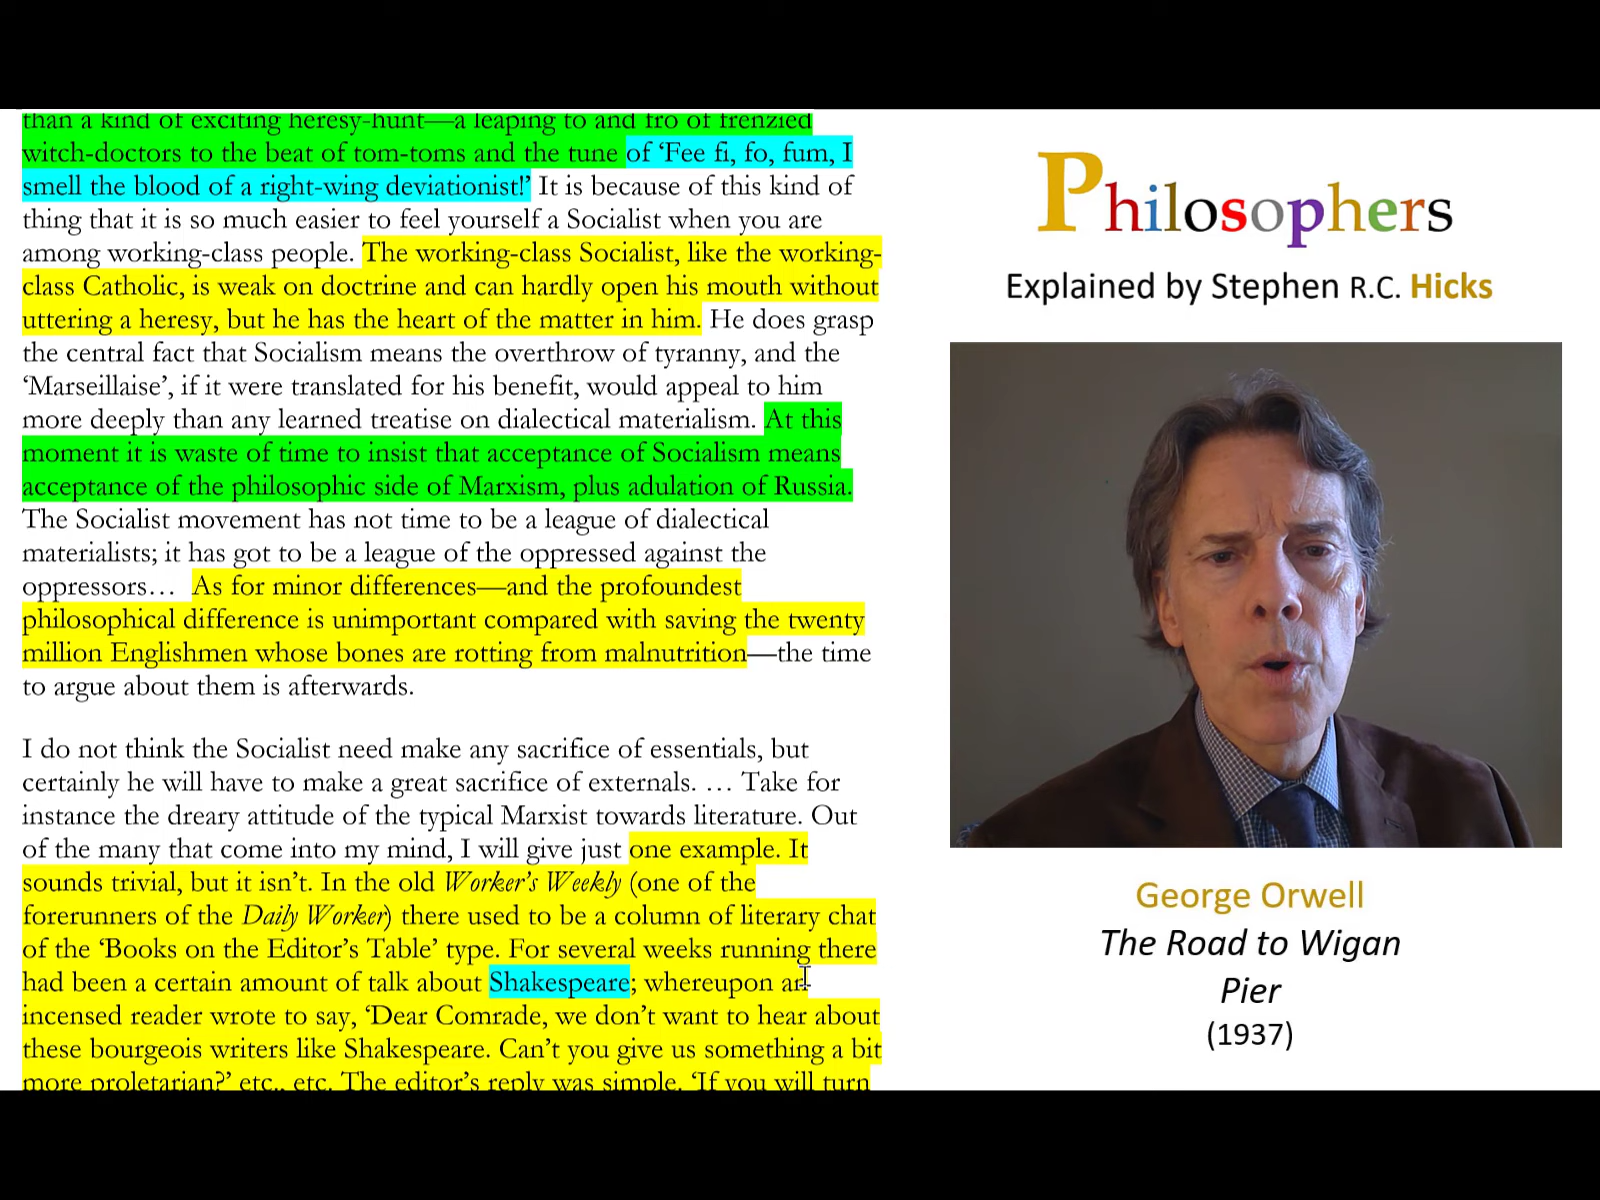 than a kind of exciting heresy-hunt—a leaping to and fro of frenzied
witch-doctors to the beat of tom-toms and the tune of ‘Fee fi, fo, fum, I
smell the blood of a right-wing deviationist!’ It is because of this kind of
thing that it is so much easier to feel yourself a Socialist when you are
among working-class people. The working-class Socialist, like the working-
class Catholic, is weak on doctrine and can hardly open his mouth without
uttering a heresy, but he has the heart of the matter in him. He does grasp
the central fact that Socialism means the overthrow of tyranny, and the
‘Marseillaise’, if it were translated for his benefit, would appeal to him
more deeply than any learned treatise on dialectical materialism. At this
moment it is waste of time to insist that acceptance of Socialism means
acceptance of the philosophic side of Marxism, plus adulation of Russia.
The Socialist movement has not time to be a league of dialectical
materialists; it has got to be a league of the oppressed against the
oppressors… As for minor differences—and the profoundest
philosophical difference is unimportant compared with saving the twenty
million Englishmen whose bones are rotting from malnutrition—the time
to argue about them is afterwards.
I do not think the Socialist need make any sacrifice of essentials, but
certainly he will have to make a great sacrifice of externals. … Take for
instance the dreary attitude of the typical Marxist towards literature. Out
of the many that come into my mind, I will give just one example. It
sounds trivial, but it isn’t. In the old Worker’s Weekly (one of the
forerunners of the Daily Worker) there used to be a column of literary chat
of the ‘Books on the Editor’s Table’ type. For several weeks running there
had been a certain amount of talk about Shakespeare; whereupon an
incensed reader wrote to say, ‘Dear Comrade, we don’t want to hear about
these bourgeois writers like Shakespeare. Can’t you give us something a bit
more proletarian?’ etc., etc. The editor’s reply was simple. ‘If you will turn
Philosophers
Explained by Stephen R.C. Hicks
George Orwell
The Road to Wigan
Pier
(1937)